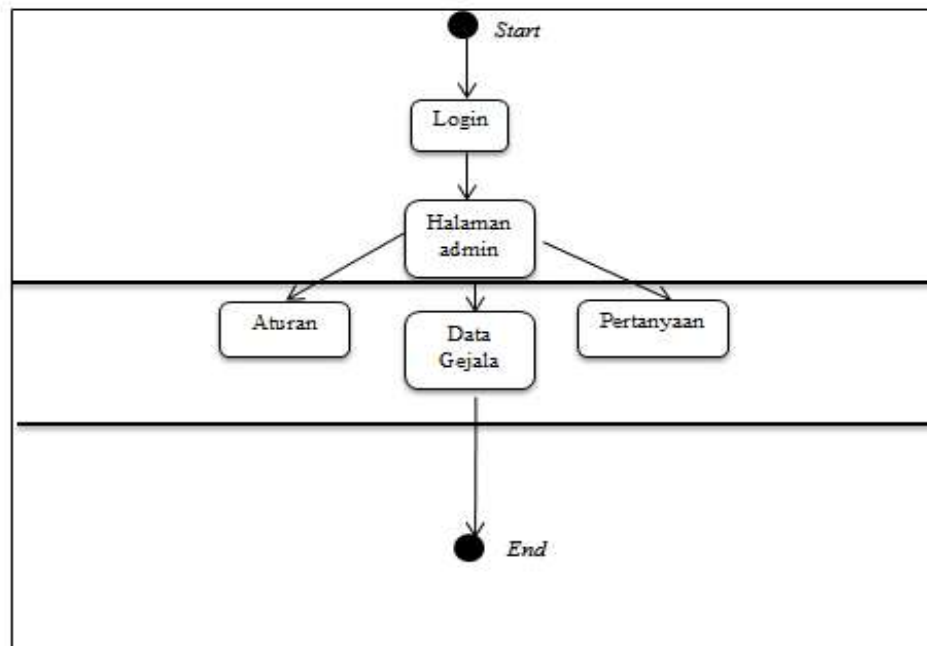 Start
Login
Halaman
admin
Aturan
Data
Gejala
Pertanyaan
End